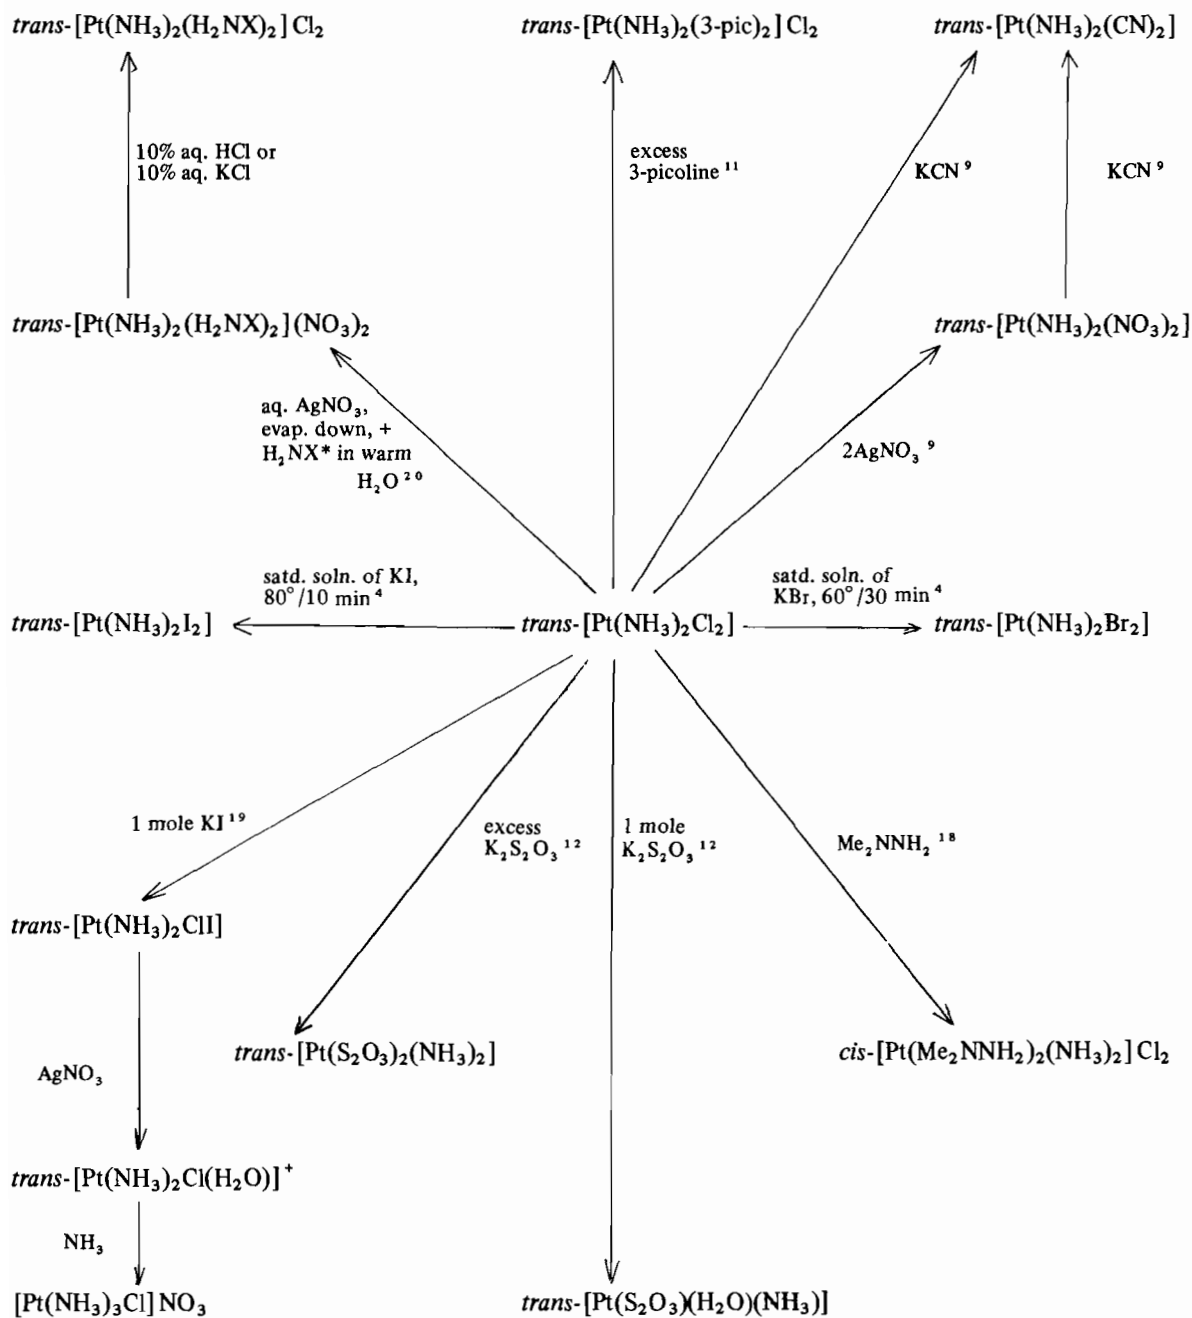 trans-[Pt(NH₃)₂(H₂NX)₂]Cl₂
trans-[Pt(NH₃)₂(3-pic)₂]Cl₂
trans-[Pt(NH₃)₂(CN)₂]
10% aq. HCl or
10% aq. KCl
excess
3-picoline ¹¹
KCN ⁹
KCN ⁹
trans-[Pt(NH₃)₂(H₂NX)₂](NO₃)₂
trans-[Pt(NH₃)₂(NO₃)₂]
aq. AgNO₃,
evap. down, +
H₂NX* in warm
H₂O ²⁰
2AgNO₃ ⁹
satd. soln. of KI,
80°/10 min ⁴
satd. soln. of
KBr, 60°/30 min ⁴
trans-[Pt(NH₃)₂I₂]
trans-[Pt(NH₃)₂Cl₂]
trans-[Pt(NH₃)₂Br₂]
1 mole KI ¹⁹
excess
K₂S₂O₃ ¹²
1 mole
K₂S₂O₃ ¹²
Me₂NNH₂ ¹⁸
trans-[Pt(NH₃)₂ClI]
trans-[Pt(S₂O₃)₂(NH₃)₂]
cis-[Pt(Me₂NNH₂)₂(NH₃)₂]Cl₂
AgNO₃
trans-[Pt(NH₃)₂Cl(H₂O)]⁺
NH₃
[Pt(NH₃)₃Cl]NO₃
trans-[Pt(S₂O₃)(H₂O)(NH₃)]